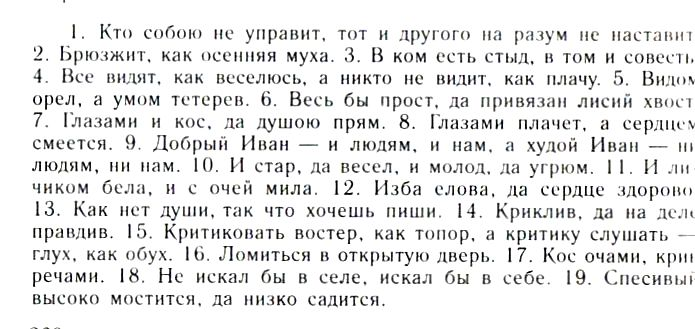 1. Кто собою не управит, тот и другого на разум не наставит
2. Брюзжит, как осенняя муха. 3. В ком есть стыд, в том и совесть
4. Все видят, как веселюсь, а никто не видит, как плачу. 5. Видом
орел, а умом тетерев. 6. Весь бы прост, да привязан лисий хвост
7. Глазами и кос, да душою прям. 8. Глазами плачет, а сердцем
смеется. 9. Добрый Иван — и людям, и нам, а худой Иван — ни
людям, ни нам. 10. И стар, да весел, и молод, да угрюм. 11. И ли-
чиком бела, и с очей мила. 12. Изба елова, да сердце здорово
13. Как нет души, так что хочешь пиши. 14. Криклив, да на деле
правдив. 15. Критиковать востер, как топор, а критику слушать —
глух, как обух. 16. Ломиться в открытую дверь. 17. Кос очами, крив
речами. 18. Не искал бы в селе, искал бы в себе. 19. Спесивый
высоко мостится, да низко садится.